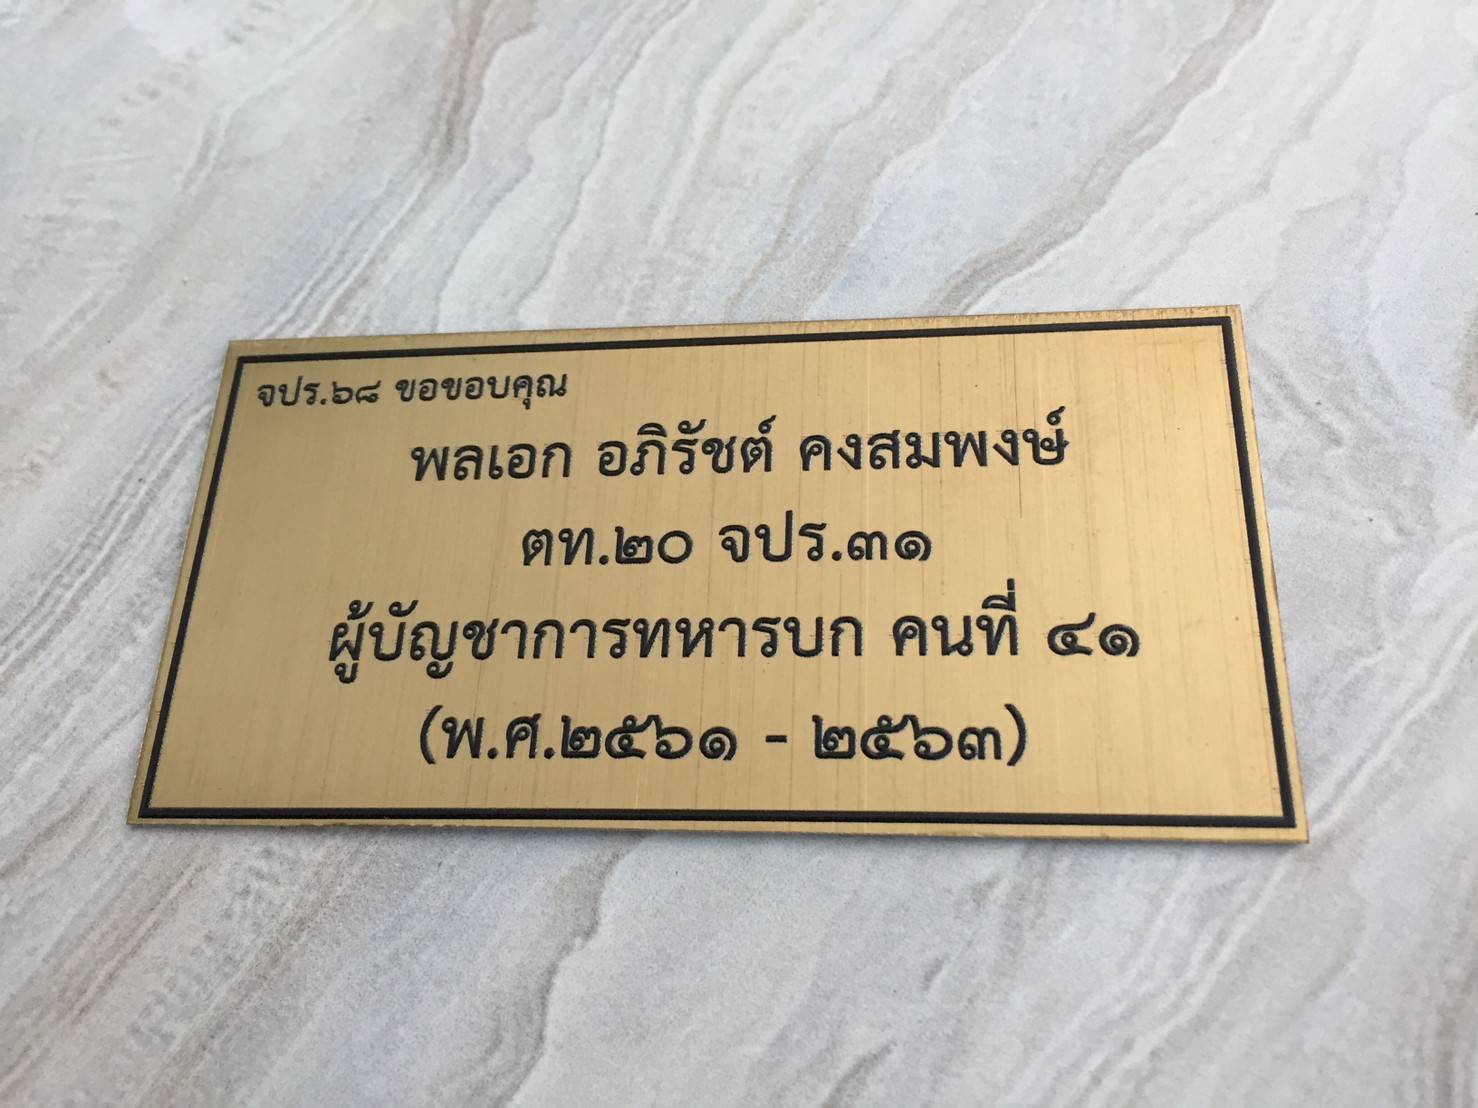 จปร.๖๘ ขอขอบคุณ
พลเอก อภิรัชต์ คงสมพงษ์
ตท.๒๐ จปร.๓๑
ผู้บัญชาการทหารบก คนที่ ๔๑
(พ.ศ.๒๕๖๑ - ๒๕๖๓)